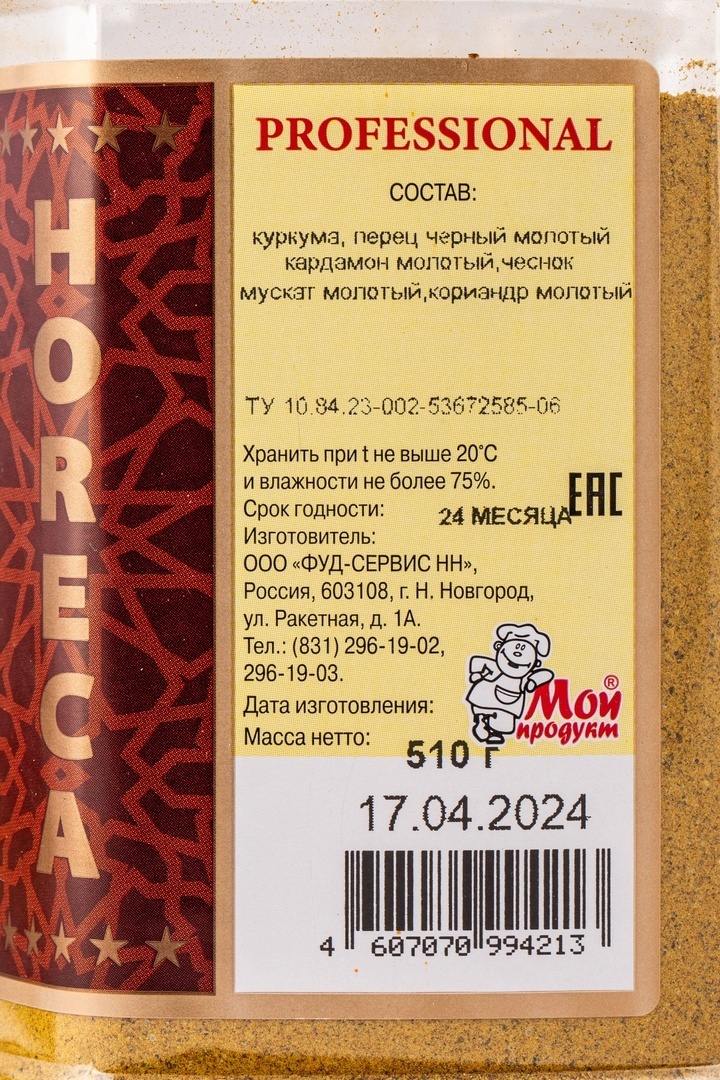 HORECA
PROFESSIONAL
СОСТАВ:
куркума, перец черный молотый
кардамон молотый,чеснок
мускат молотый,кориандр молотый
ТУ 10.84.23-002-53672585-06
Хранить при t не выше 20°С
и влажности не более 75%.
Срок годности: 24 МЕСЯЦА
EAC
Изготовитель:
ООО «ФУД-СЕРВИС НН»,
Россия, 603108, г. Н. Новгород,
ул. Ракетная, д. 1А.
Тел.: (831) 296-19-02,
296-19-03.
Мой ®
продукт
Дата изготовления:
Масса нетто: 510 г
17.04.2024
4 607070 994213